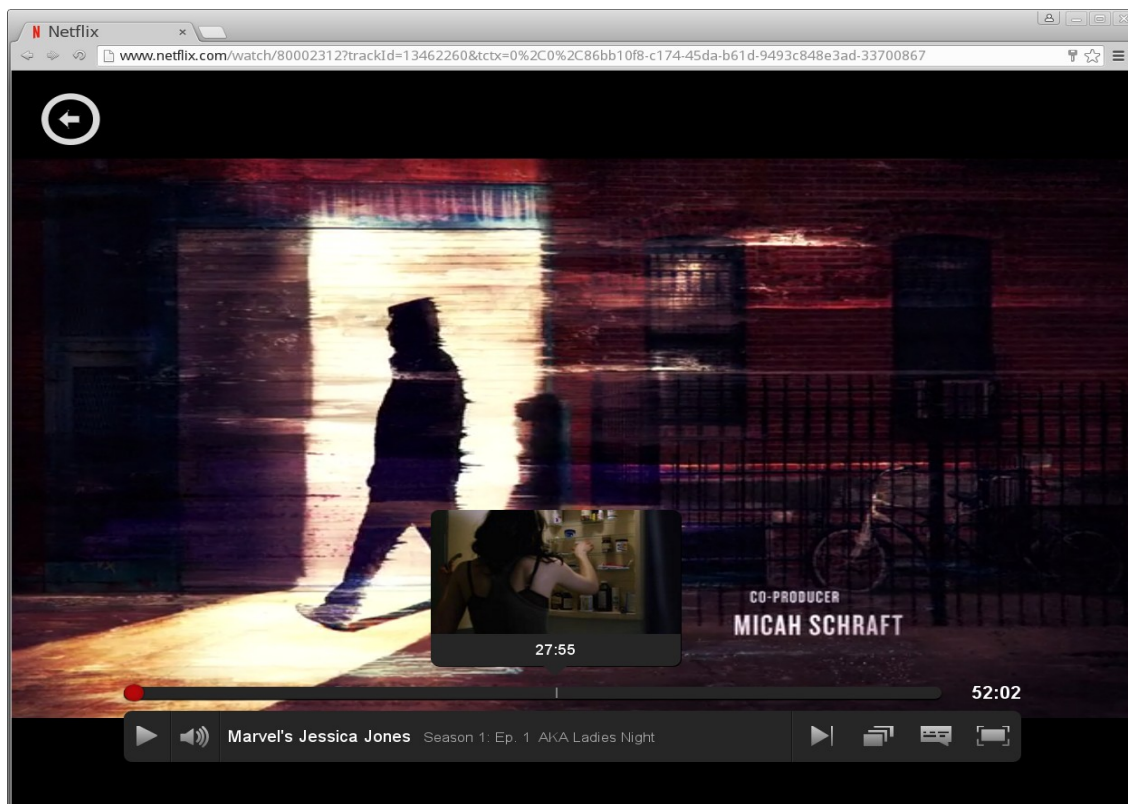 Netflix
www.netflix.com/watch/80002312?trackId=13462260&tctx=0%2C0%2C86bb10f8-c174-45da-b61d-9493c848e3ad-33700867
CO-PRODUCER
MICAH SCHRAFT
27:55
52:02
Marvel's Jessica Jones Season 1: Ep. 1 AKA Ladies Night